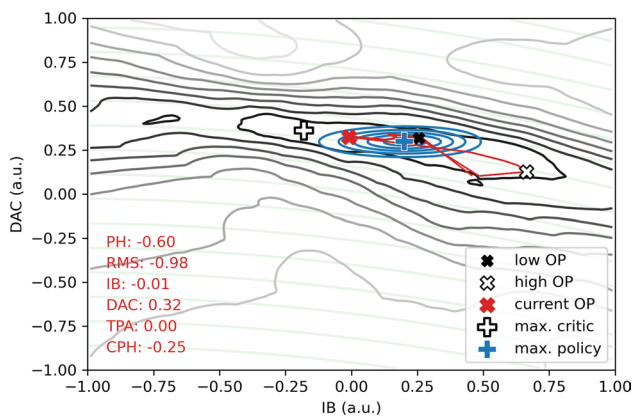 1.00
0.75
0.50
0.25
0.00
−0.25
−0.50
−0.75
−1.00
DAC (a.u.)
PH: -0.60
RMS: -0.98
IB: -0.01
DAC: 0.32
TPA: 0.00
CPH: -0.25
low OP
high OP
current OP
max. critic
max. policy
−1.00 −0.75 −0.50 −0.25 0.00 0.25 0.50 0.75 1.00
IB (a.u.)